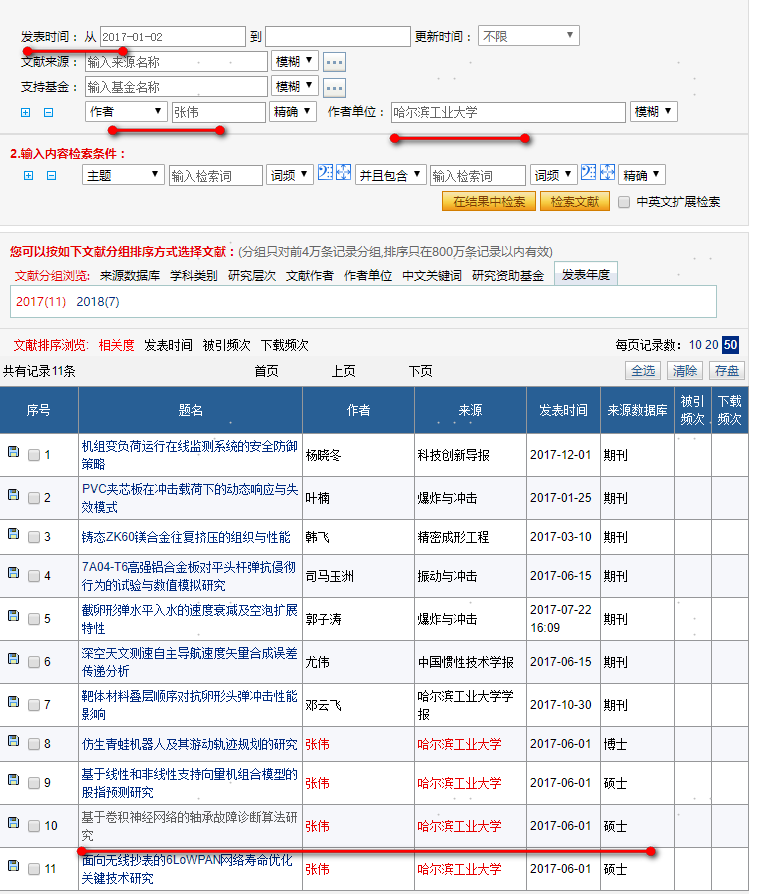 发表时间： 从 2017-01-02 到 更新时间： 不限
文献来源： 输入来源名称 模糊
支持基金： 输入基金名称 模糊
作者 张伟 精确 作者单位： 哈尔滨工业大学 模糊
2.输入内容检索条件：
主题 输入检索词 词频 并且包含 输入检索词 词频 精确
在结果中检索 检索文献 中英文扩展检索
您可以按如下文献分组排序方式选择文献：(分组只对前4万条记录分组,排序只在800万条记录以内有效)
文献分组浏览: 来源数据库 学科类别 研究层次 文献作者 作者单位 中文关键词 研究资助基金 发表年度
2017(11) 2018(7)
文献排序浏览: 相关度 发表时间 被引频次 下载频次 每页记录数： 10 20 50
共有记录11条 首页 上页 下页 全选 清除 存盘
序号 题名 作者 来源 发表时间 来源数据库 被引 下载
频次 频次
1 机组变负荷运行在线监测系统的安全防御 杨晓冬 科技创新导报 2017-12-01 期刊
策略
2 PVC夹芯板在冲击载荷下的动态响应与失 叶楠 爆炸与冲击 2017-01-25 期刊
效模式
3 铸态ZK60镁合金往复挤压的组织与性能 韩飞 精密成形工程 2017-03-10 期刊
4 7A04-T6高强铝合金板对平头杆弹抗侵彻 司马玉洲 振动与冲击 2017-06-15 期刊
行为的试验与数值模拟研究
5 截卵形弹水平入水的速度衰减及空泡扩展 郭子涛 爆炸与冲击 2017-07-22 期刊
特性 16:09
6 深空天文测速自主导航速度矢量合成误差 尤伟 中国惯性技术学报 2017-06-15 期刊
传递分析
7 靶体材料叠层顺序对抗卵形头弹冲击性能 邓云飞 哈尔滨工业大学学 2017-10-30 期刊
影响 报
8 仿生青蛙机器人及其游动轨迹规划的研究 张伟 哈尔滨工业大学 2017-06-01 博士
9 基于线性和非线性支持向量机组合模型的 张伟 哈尔滨工业大学 2017-06-01 硕士
股指预测研究
10 基于卷积神经网络的轴承故障诊断算法研 张伟 哈尔滨工业大学 2017-06-01 硕士
究
11 面向无线抄表的6LoWPAN网络寿命优化 张伟 哈尔滨工业大学 2017-06-01 硕士
关键技术研究